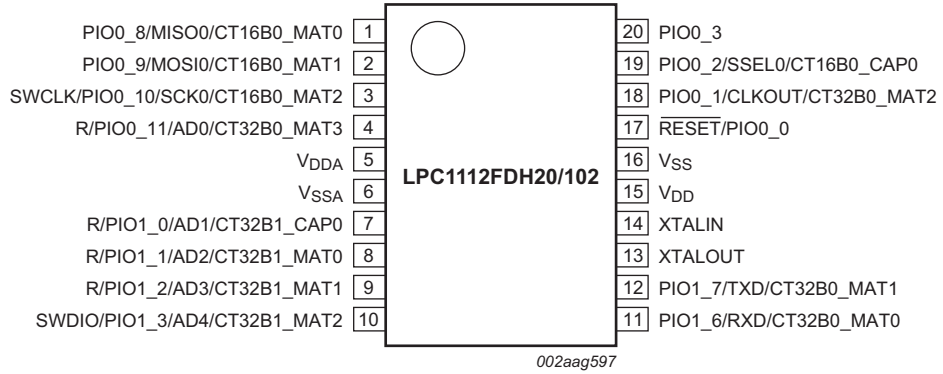 PIO0_8/MISO0/CT16B0_MAT0 1
PIO0_9/MOSI0/CT16B0_MAT1 2
SWCLK/PIO0_10/SCK0/CT16B0_MAT2 3
R/PIO0_11/AD0/CT32B0_MAT3 4
VDDA 5
VSSA 6
R/PIO1_0/AD1/CT32B1_CAP0 7
R/PIO1_1/AD2/CT32B1_MAT0 8
R/PIO1_2/AD3/CT32B1_MAT1 9
SWDIO/PIO1_3/AD4/CT32B1_MAT2 10
LPC1112FDH20/102
20 PIO0_3
19 PIO0_2/SSEL0/CT16B0_CAP0
18 PIO0_1/CLKOUT/CT32B0_MAT2
17 RESET/PIO0_0
16 VSS
15 VDD
14 XTALIN
13 XTALOUT
12 PIO1_7/TXD/CT32B0_MAT1
11 PIO1_6/RXD/CT32B0_MAT0
002aag597